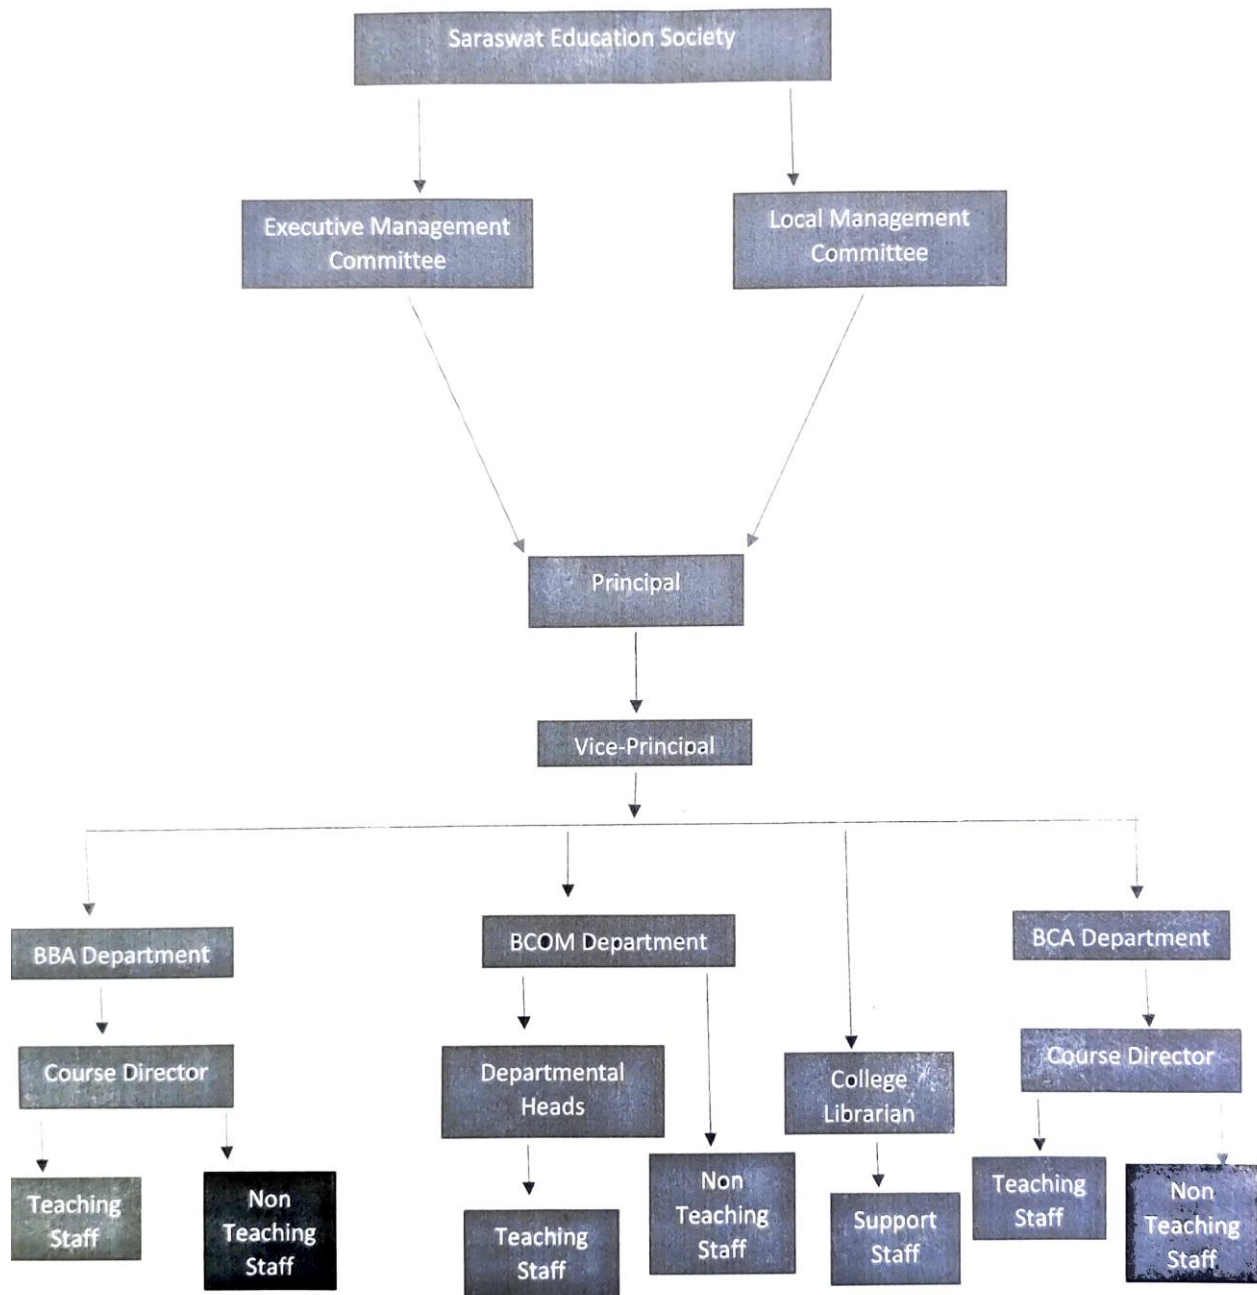 Saraswat Education Society
Executive Management
Committee
Local Management
Committee
Principal
Vice-Principal
BBA Department
BCOM Department
BCA Department
Course Director
Departmental
Heads
College
Librarian
Course Director
Teaching
Staff
Non
Teaching
Staff
Teaching
Staff
Non
Teaching
Staff
Support
Staff
Teaching
Staff
Non
Teaching
Staff